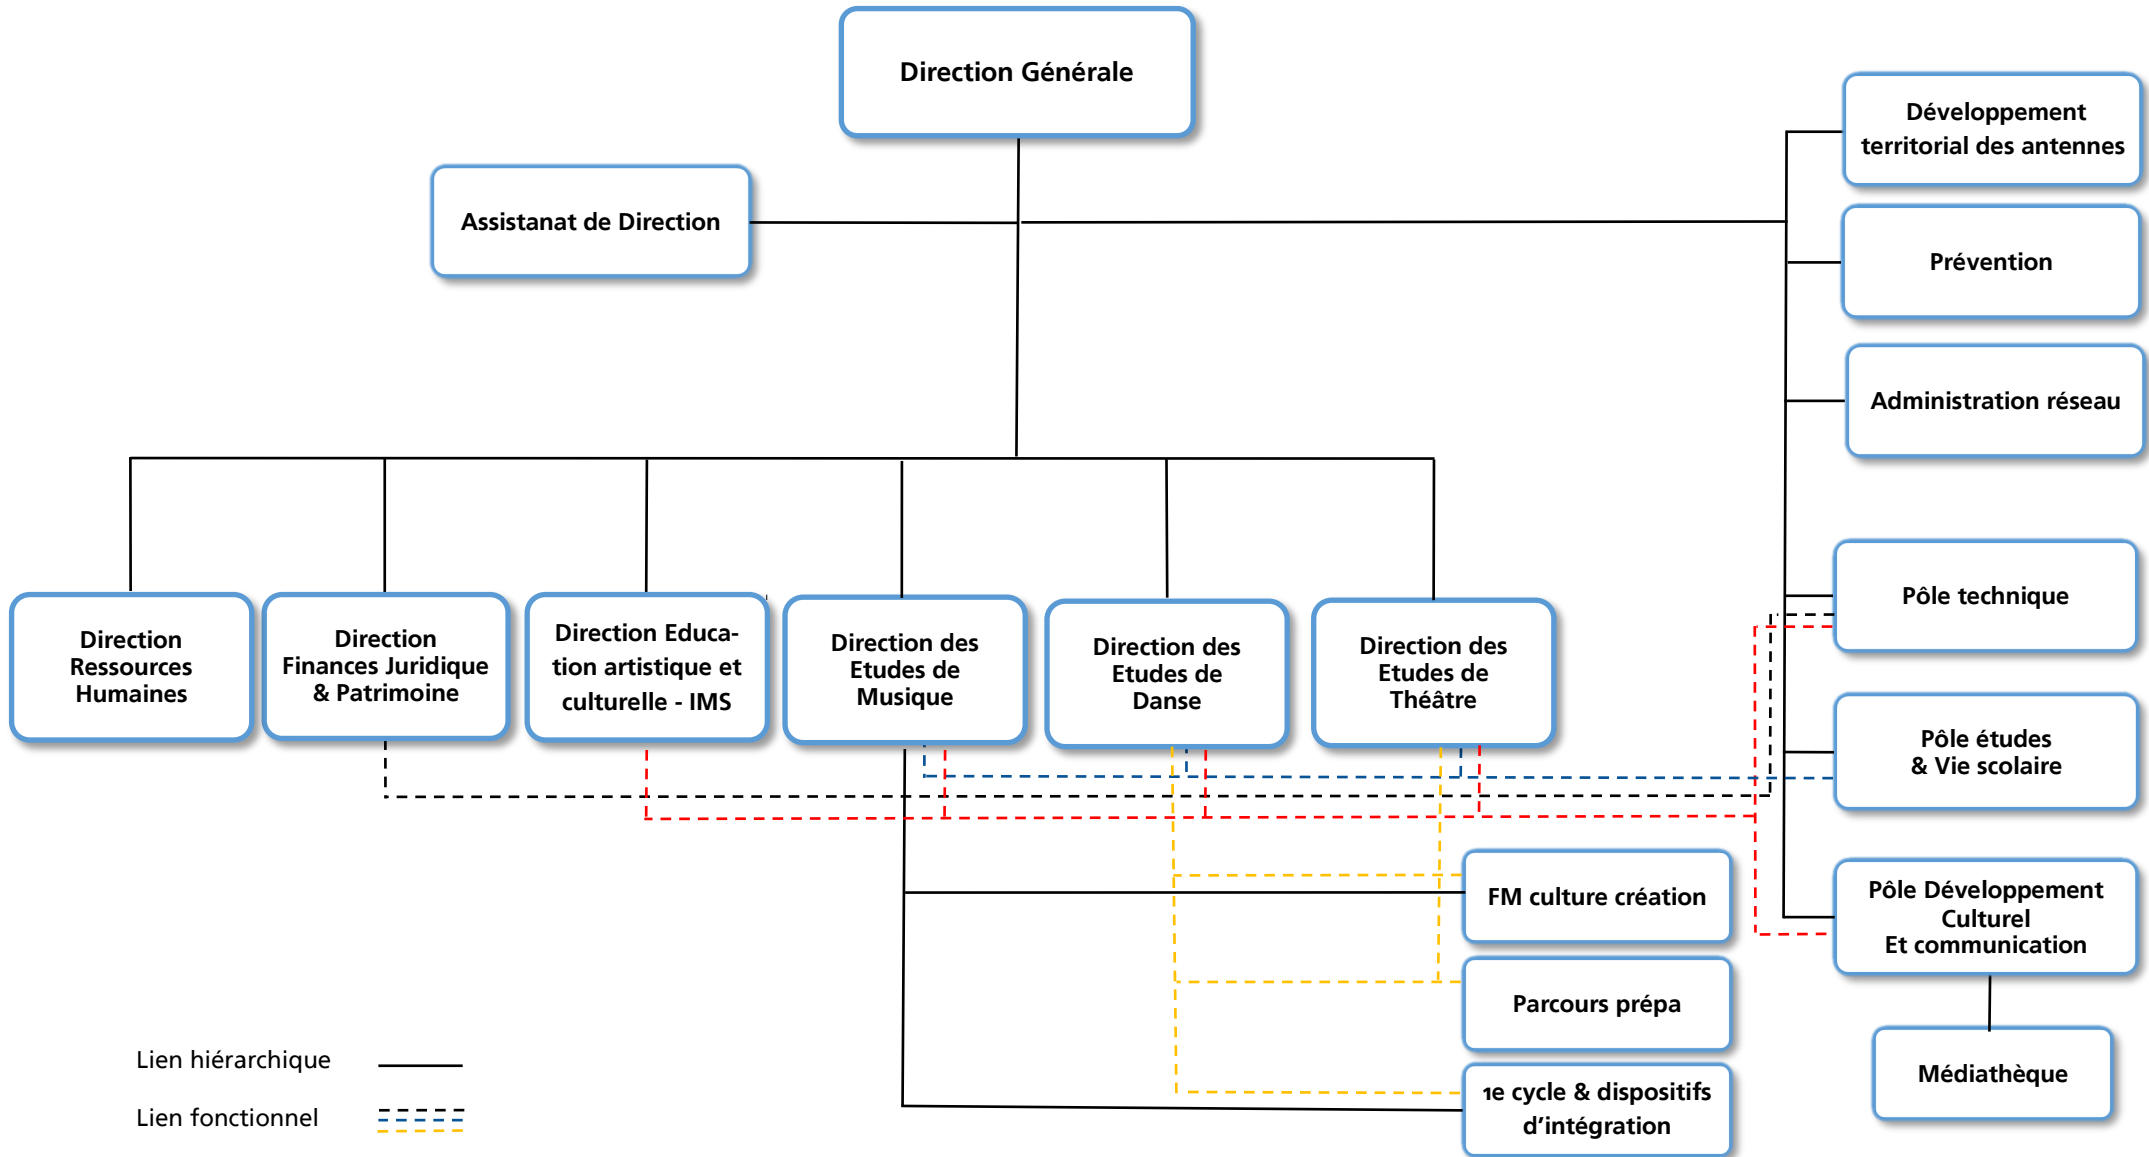 Direction Générale
Développement
territorial des antennes
Assistanat de Direction
Prévention
Administration réseau
Direction
Ressources
Humaines
Direction
Finances Juridique
& Patrimoine
Direction Educa-
tion artistique et
culturelle - IMS
Direction des
Etudes de
Musique
Direction des
Etudes de
Danse
Direction des
Etudes de
Théâtre
Pôle technique
Pôle études
& Vie scolaire
Pôle Développement
Culturel
Et communication
FM culture création
Parcours prépa
1e cycle & dispositifs
d’intégration
Médiathèque
Lien hiérarchique
Lien fonctionnel